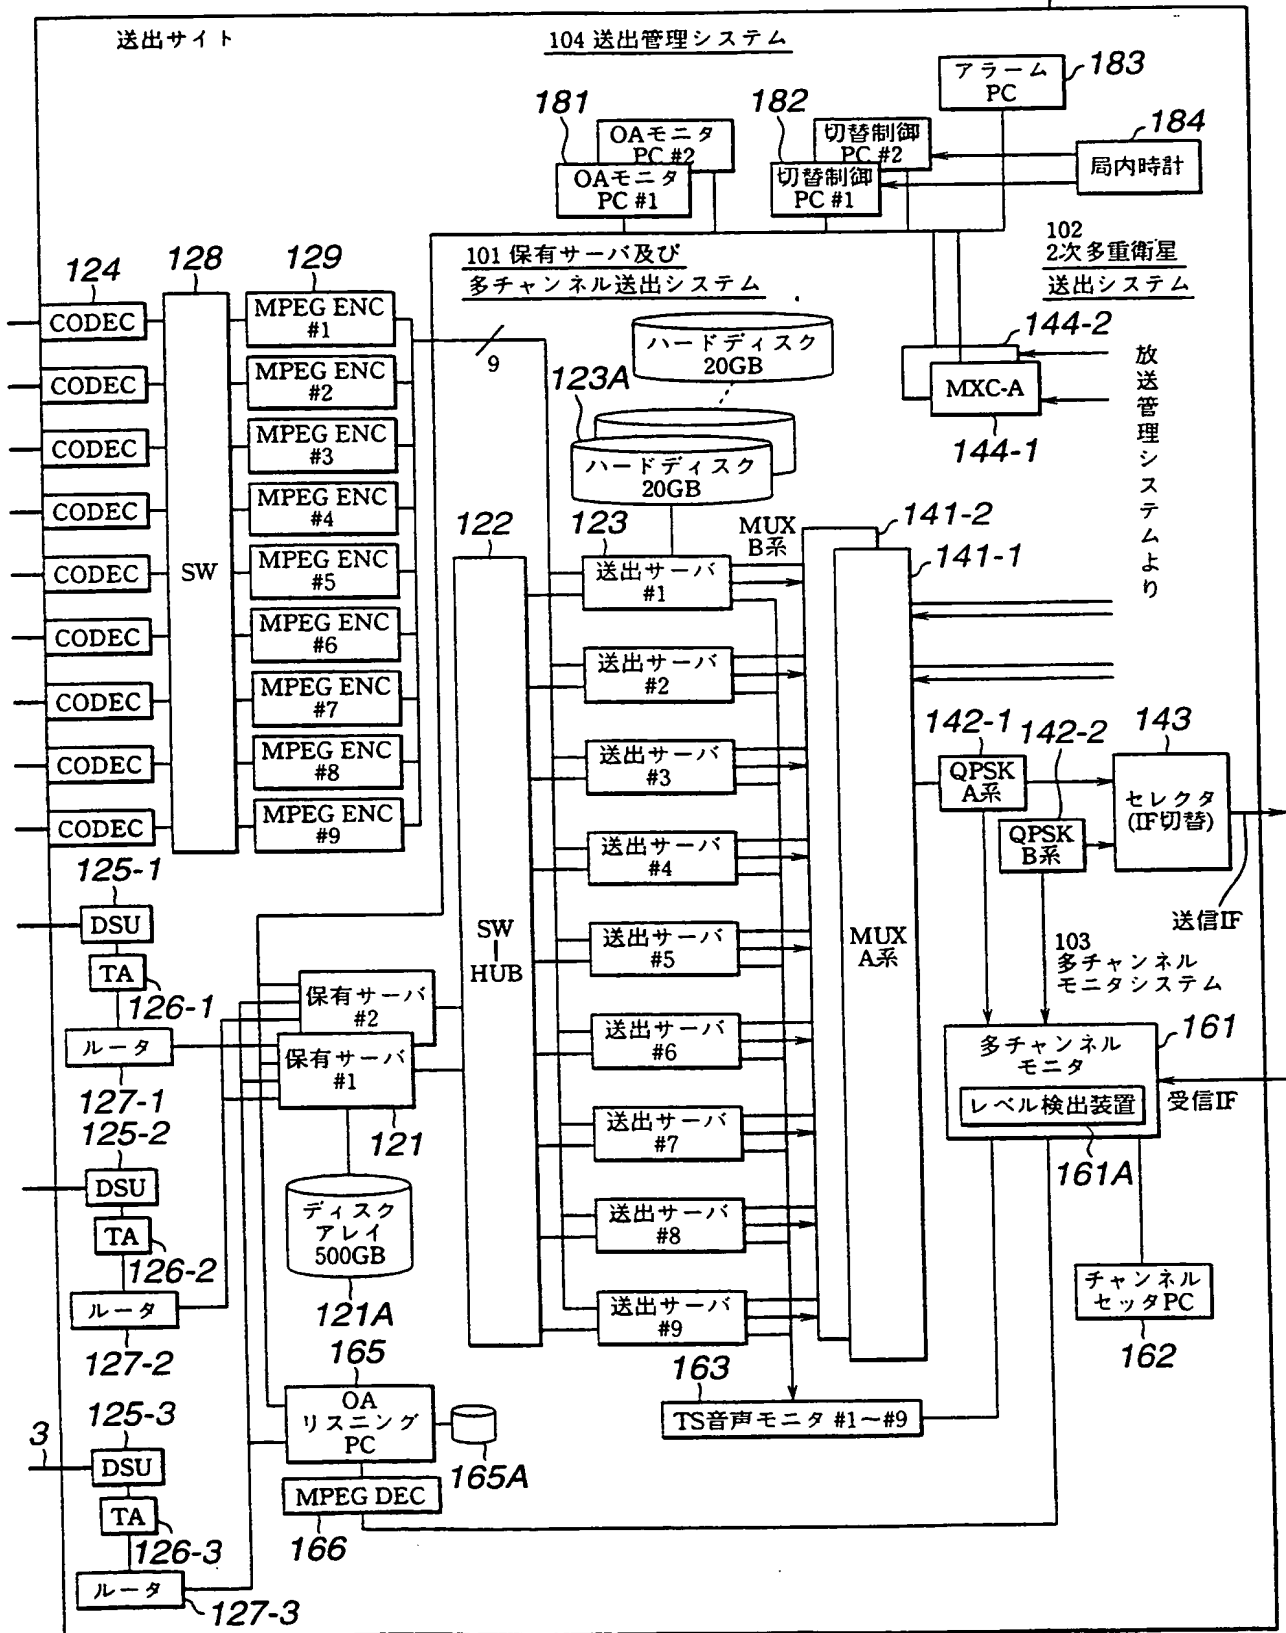 送出サイト
104 送出管理システム
アラーム
PC
183
181
182
184
OAモニタ
PC #2
OAモニタ
PC #1
切替制御
PC #2
切替制御
PC #1
局内時計
101 保有サーバ及び
多チャンネル送出システム
102
2次多重衛星
送出システム
124
128
129
CODEC
CODEC
CODEC
CODEC
CODEC
CODEC
CODEC
CODEC
CODEC
SW
MPEG ENC
#1
MPEG ENC
#2
MPEG ENC
#3
MPEG ENC
#4
MPEG ENC
#5
MPEG ENC
#6
MPEG ENC
#7
MPEG ENC
#8
MPEG ENC
#9
9
ハードディスク
20GB
123A
ハードディスク
20GB
144-2
MXC-A
144-1
放送管理システムより
122
123
MUX
B系
141-2
141-1
SW
HUB
送出サーバ
#1
送出サーバ
#2
送出サーバ
#3
送出サーバ
#4
送出サーバ
#5
送出サーバ
#6
送出サーバ
#7
送出サーバ
#8
送出サーバ
#9
MUX
A系
142-1
142-2
143
QPSK
A系
QPSK
B系
セレクタ
(IF切替)
送信IF
103
多チャンネル
モニタシステム
161
多チャンネル
モニタ
レベル検出装置
161A
受信IF
チャンネル
セッタPC
162
125-1
DSU
TA
126-1
ルータ
127-1
125-2
DSU
TA
126-2
ルータ
127-2
125-3
3
DSU
TA
126-3
ルータ
127-3
保有サーバ
#2
保有サーバ
#1
121
ディスク
アレイ
500GB
121A
165
OA
リスニング
PC
165A
MPEG DEC
166
163
TS音声モニタ #1〜#9